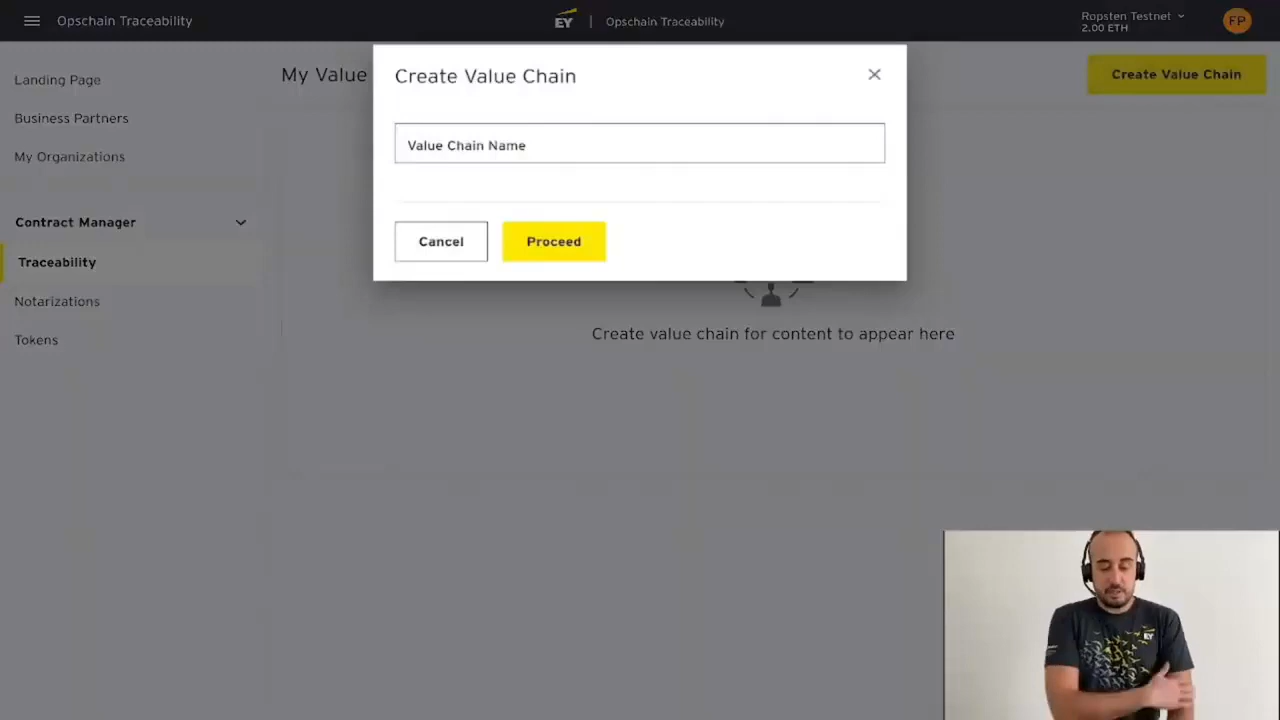 Opschain Traceability
EY | Opschain Traceability
Ropsten Testnet
2.00 ETH
FP
Landing Page
Business Partners
My Organizations
Contract Manager
Traceability
Notarizations
Tokens
My Value
Create Value Chain
Create Value Chain
Value Chain Name
Cancel
Proceed
Create value chain for content to appear here
EY